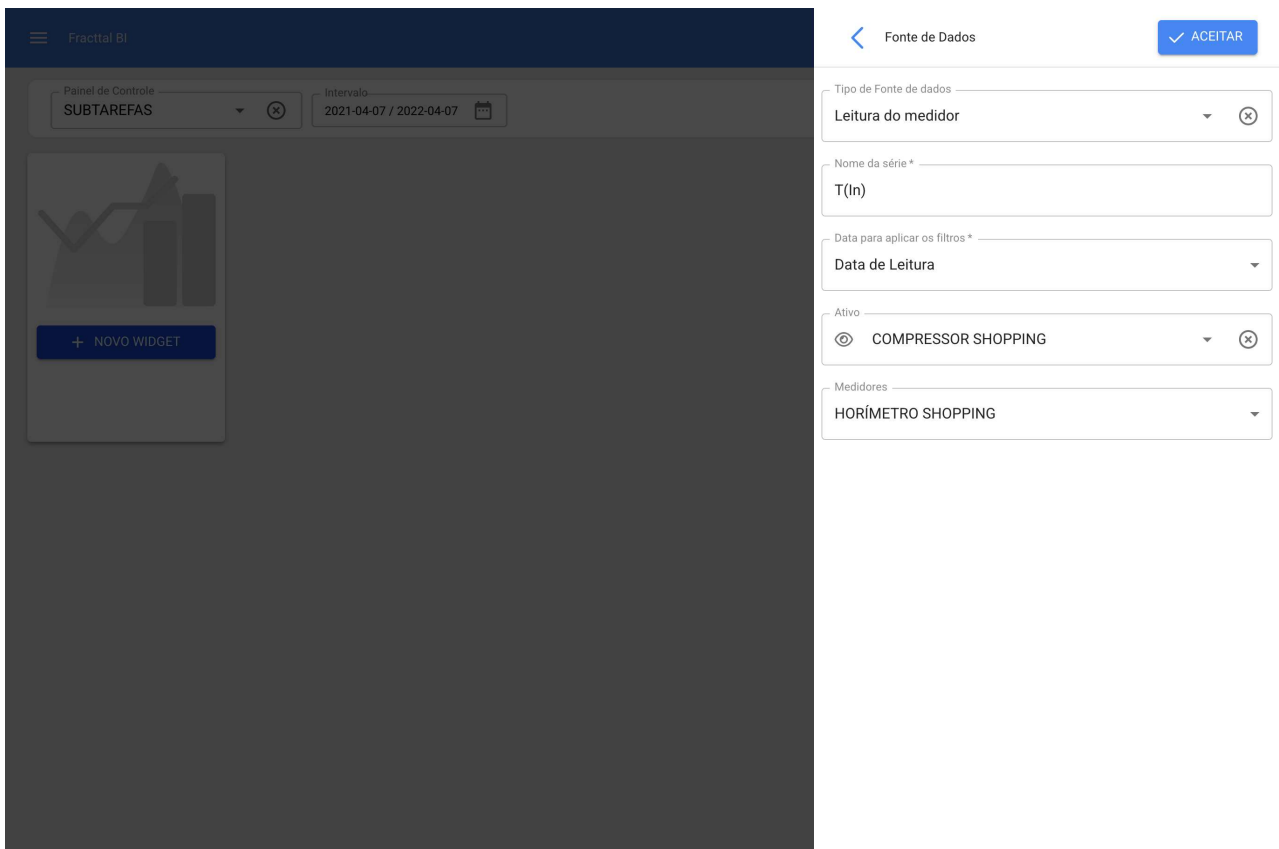 Fracttal BI
Fonte de Dados
ACEITAR
Painel de Controle
SUBTAREFAS
Intervalo
2021-04-07 / 2022-04-07
NOVO WIDGET
Tipo de Fonte de dados
Leitura do medidor
Nome da série *
T(In)
Data para aplicar os filtros *
Data de Leitura
Ativo
COMPRESSOR SHOPPING
Medidores
HORÍMETRO SHOPPING